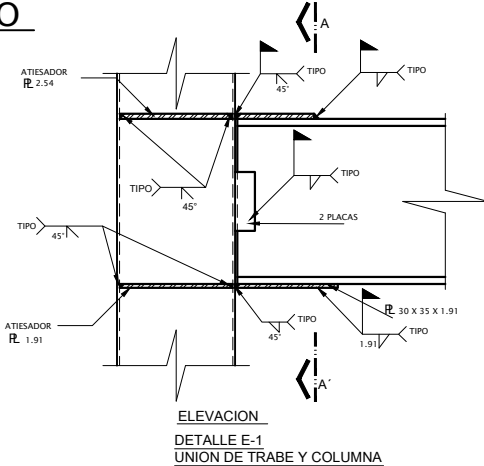 O
A
ATIESADOR
PL 2.54
TIPO
45°
TIPO
TIPO
TIPO
45°
2 PLACAS
TIPO
45°
PL 30 X 35 X 1.91
ATIESADOR
PL 1.91
TIPO
45°
TIPO
1.91
A´
ELEVACION
DETALLE E-1
UNION DE TRABE Y COLUMNA